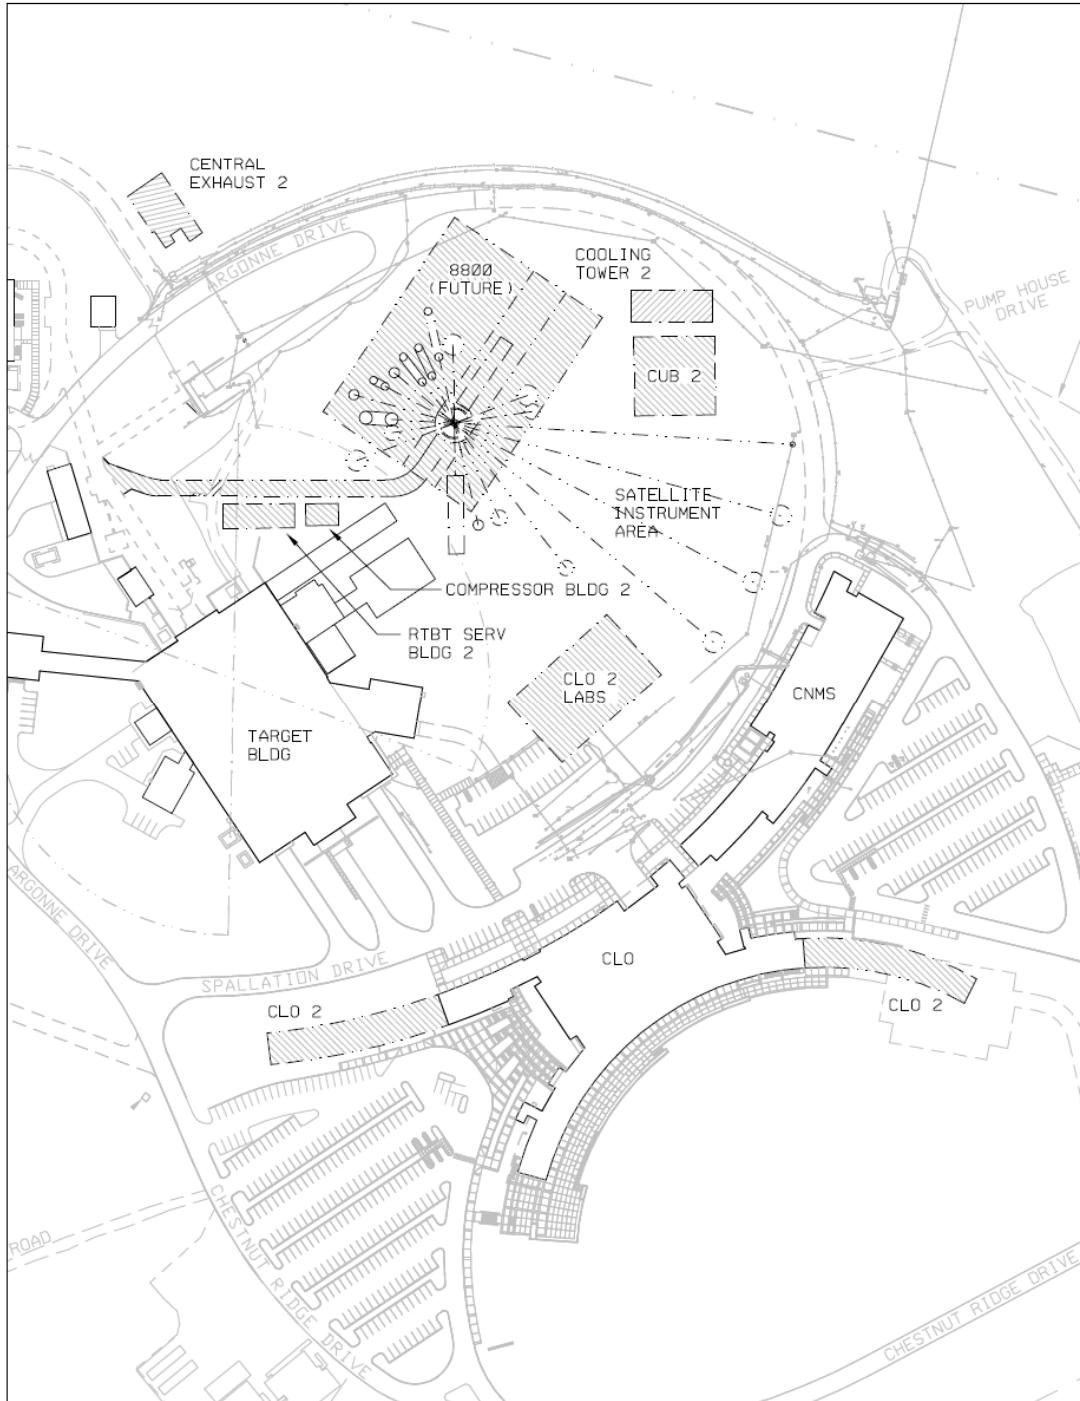 CENTRAL
EXHAUST 2
ARGONNE DRIVE
8800
(FUTURE)
COOLING
TOWER 2
PUMP HOUSE
DRIVE
CUB 2
SATELLITE
INSTRUMENT
AREA
COMPRESSOR BLDG 2
RTBT SERV
BLDG 2
CLO 2
LABS
CNMS
TARGET
BLDG
ARGONNE DRIVE
SPALLATION DRIVE
CLO
CLO 2
CLO 2
CHESTNUT RIDGE DRIVE
ROAD
CHESTNUT RIDGE DRIVE